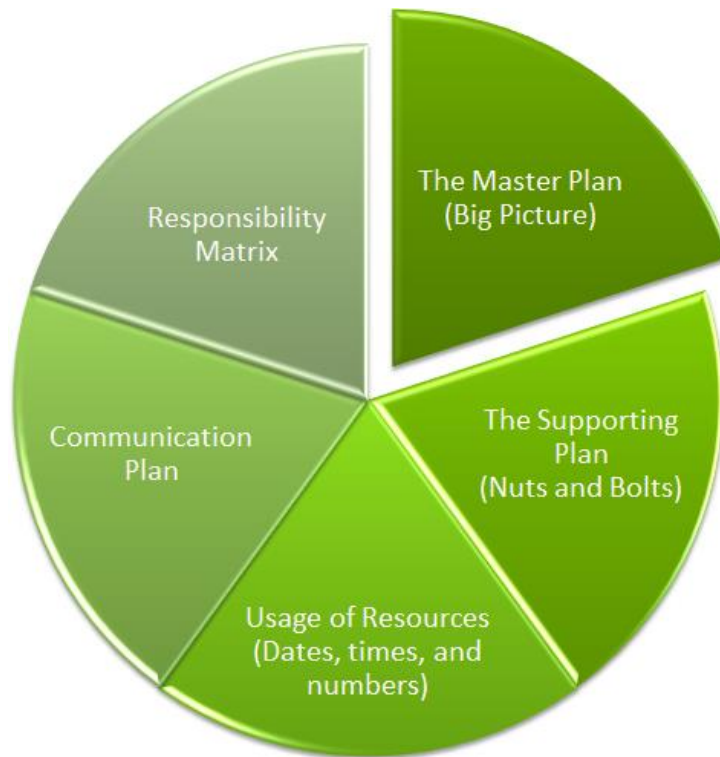 The Master Plan
(Big Picture)
The Supporting
Plan
(Nuts and Bolts)
Usage of Resources
(Dates, times, and
numbers)
Communication
Plan
Responsibility
Matrix